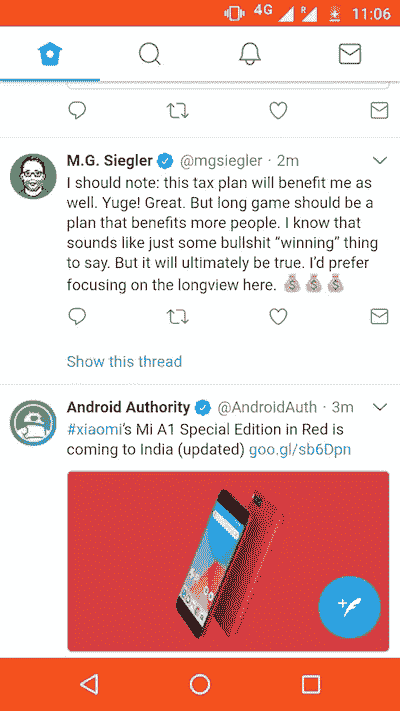 4G R 11:06
M.G. Siegler @mgsiegler · 2m
I should note: this tax plan will benefit me as
well. Yuge! Great. But long game should be a
plan that benefits more people. I know that
sounds like just some bullshit “winning” thing
to say. But it will ultimately be true. I’d prefer
focusing on the longview here. 💰💰💰
Show this thread
Android Authority @AndroidAuth · 3m
#xiaomi’s Mi A1 Special Edition in Red is
coming to India (updated) goo.gl/sb6Dpn